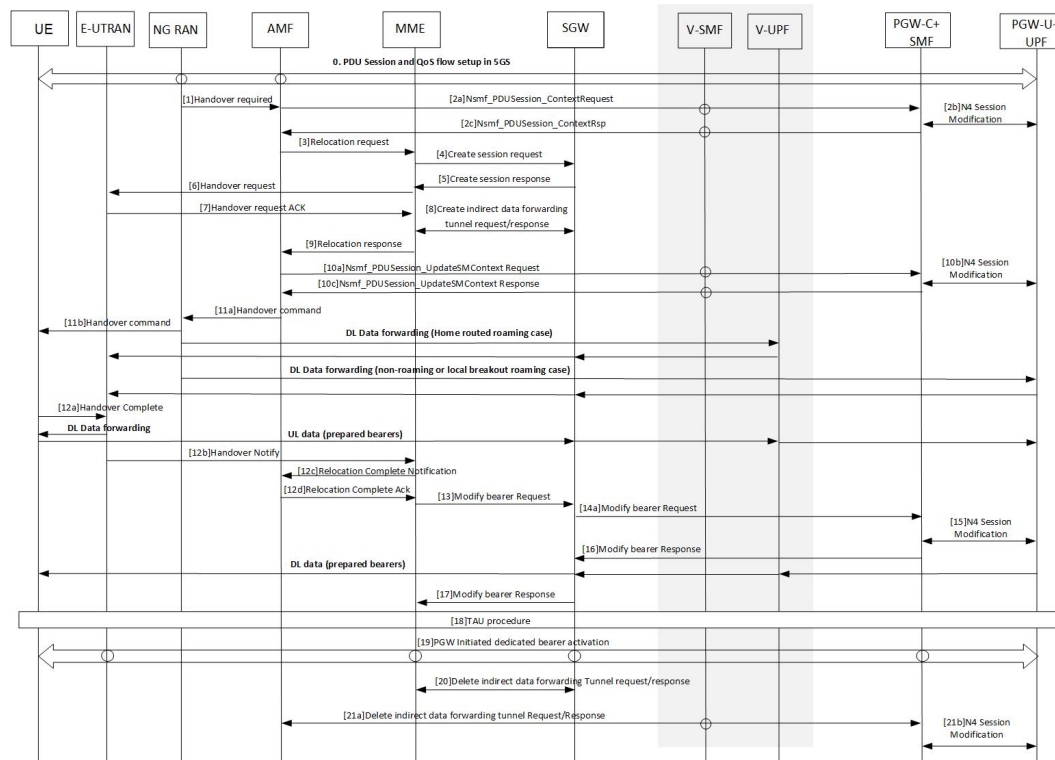 UE
E-UTRAN
NG RAN
AMF
MME
SGW
V-SMF
V-UPF
PGW-C+
SMF
PGW-U+
UPF
0. PDU Session and QoS flow setup in 5GS
[1]Handover required
[2a]Nsmf_PDUSession_ContextRequest
[2b]N4 Session
Modification
[2c]Nsmf_PDUSession_ContextRsp
[3]Relocation request
[4]Create session request
[5]Create session response
[6]Handover request
[7]Handover request ACK
[8]Create indirect data forwarding
tunnel request/response
[9]Relocation response
[10a]Nsmf_PDUSession_UpdateSMContext Request
[10b]N4 Session
Modification
[10c]Nsmf_PDUSession_UpdateSMContext Response
[11a]Handover command
[11b]Handover command
DL Data forwarding (Home routed roaming case)
DL Data forwarding (non-roaming or local breakout roaming case)
[12a]Handover Complete
DL Data forwarding
UL data (prepared bearers)
[12b]Handover Notify
[12c]Relocation Complete Notification
[12d]Relocation Complete Ack
[13]Modify bearer Request
[14a]Modify bearer Request
[15]N4 Session
Modification
[16]Modify bearer Response
DL data (prepared bearers)
[17]Modify bearer Response
[18]TAU procedure
[19]PGW Initiated dedicated bearer activation
[20]Delete indirect data forwarding Tunnel request/response
[21a]Delete indirect data forwarding tunnel Request/Response
[21b]N4 Session
Modification